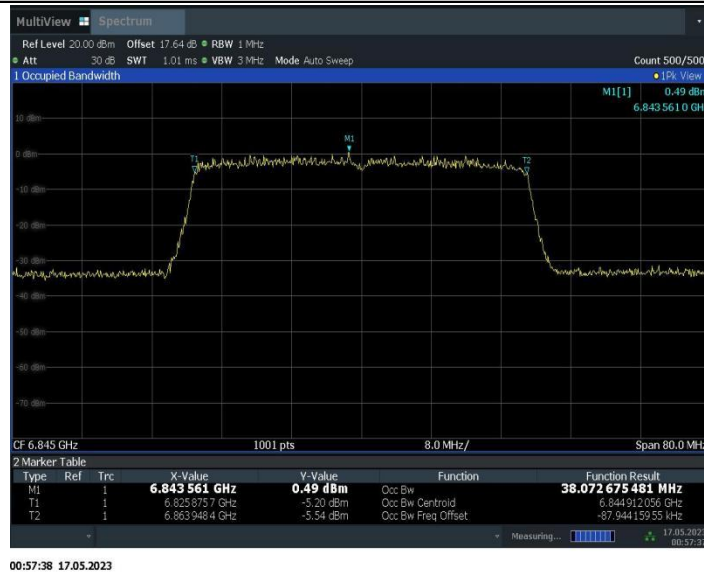 MultiView Spectrum
Ref Level 20.00 dBm Offset 17.64 dB RBW 1 MHz
Att 30 dB SWT 1.01 ms VBW 3 MHz Mode Auto Sweep Count 500/500
1 Occupied Bandwidth 1Pk View
M1[1] 0.49 dBm
6.843 561 0 GHz
10 dBm
M1
0 dBm
T1 T2
-10 dBm
-20 dBm
-30 dBm
-40 dBm
-50 dBm
-60 dBm
-70 dBm
CF 6.845 GHz 1001 pts 8.0 MHz/ Span 80.0 MHz
2 Marker Table
Type Ref Trc X-Value Y-Value Function Function Result
M1 1 6.843 561 GHz 0.49 dBm Occ Bw 38.072 675 481 MHz
T1 1 6.825 875 7 GHz -5.20 dBm Occ Bw Centroid 6.844 912 056 GHz
T2 1 6.863 948 4 GHz -5.54 dBm Occ Bw Freq Offset -87.944 159 55 kHz
Measuring... 17.05.2023
00:57:37
00:57:38 17.05.2023